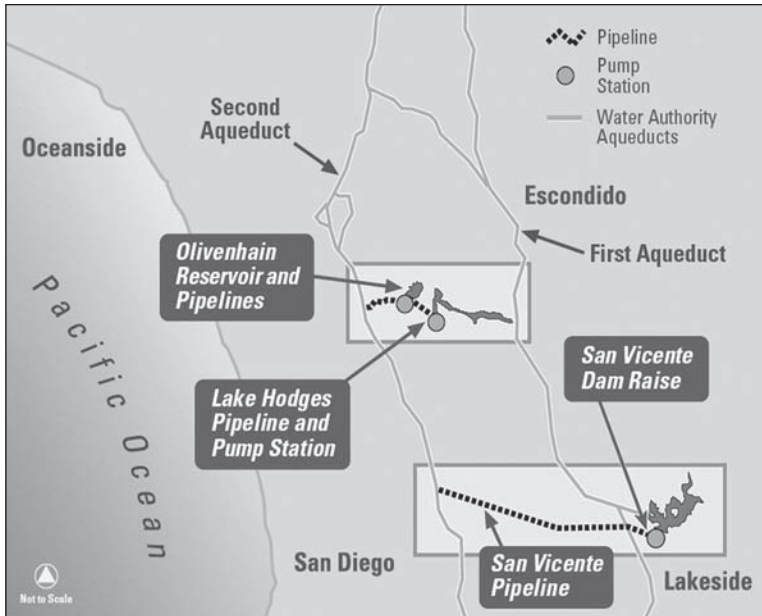 Pipeline
Pump
Station
Water Authority
Aqueducts
Second
Aqueduct
Oceanside
Escondido
First Aqueduct
Olivenhain
Reservoir and
Pipelines
Pacific Ocean
San Vicente
Dam Raise
Lake Hodges
Pipeline and
Pump Station
San Diego
San Vicente
Pipeline
Lakeside
Not to Scale